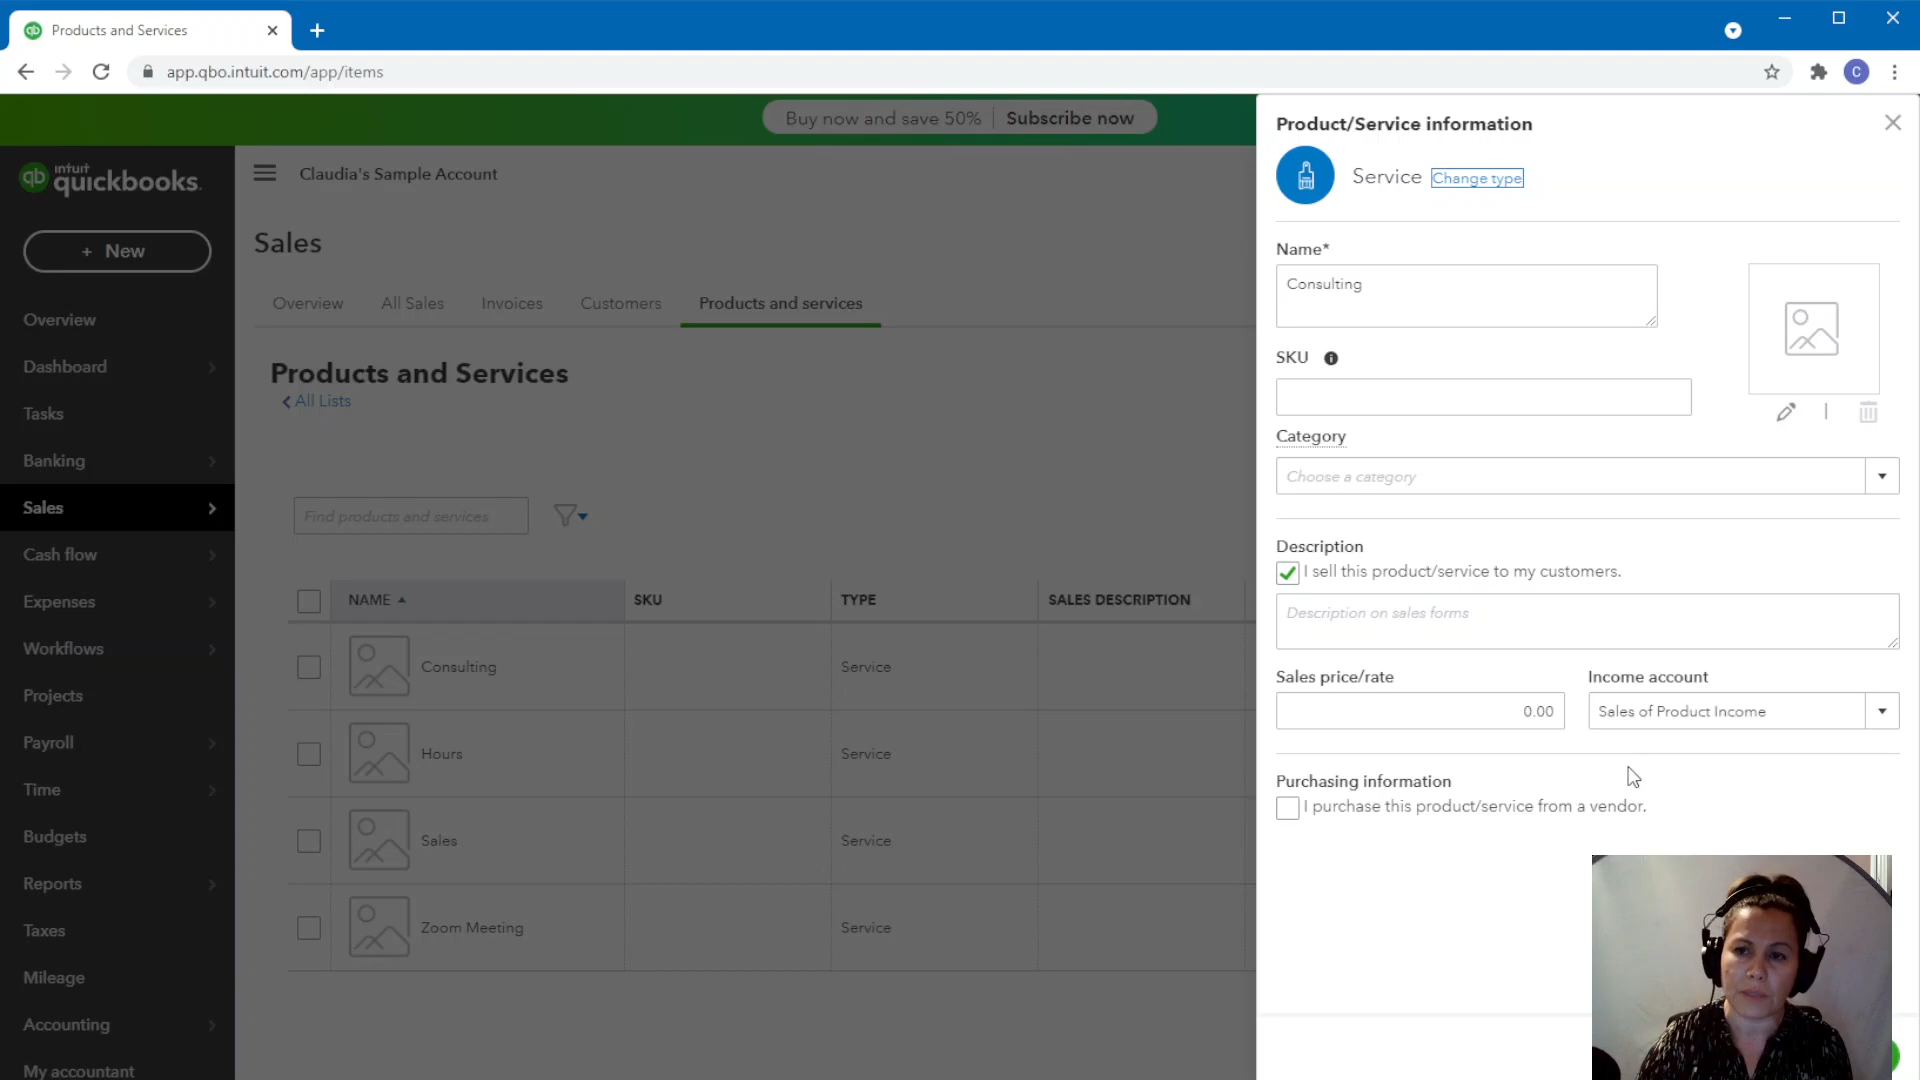 Products and Services
app.qbo.intuit.com/app/items
C
Buy now and save 50% Subscribe now
qb intuit quickbooks.
Claudia's Sample Account
+ New
Overview
Dashboard
Tasks
Banking
Sales
Cash flow
Expenses
Workflows
Projects
Payroll
Time
Budgets
Reports
Taxes
Mileage
Accounting
My accountant
Sales
Overview All Sales Invoices Customers Products and services
Products and Services
All Lists
Find products and services
NAME SKU TYPE SALES DESCRIPTION
Consulting Service
Hours Service
Sales Service
Zoom Meeting Service
Product/Service information
Service Change type
Name*
Consulting
SKU
Category
Choose a category
Description
I sell this product/service to my customers.
Description on sales forms
Sales price/rate Income account
0.00 Sales of Product Income
Purchasing information
I purchase this product/service from a vendor.